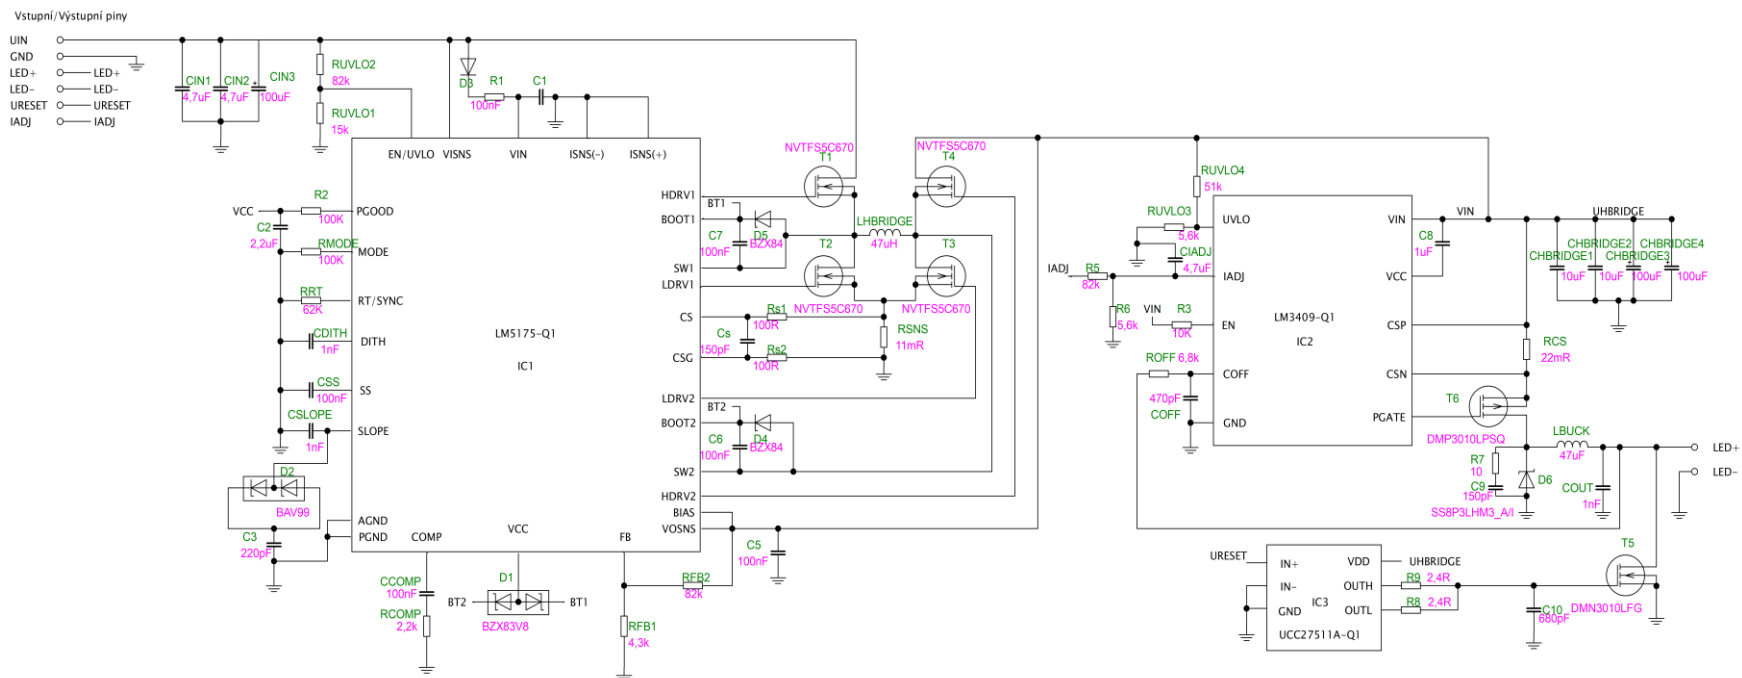 Vstupní/Výstupní piny
UIN
GND
LED+ LED+
LED- LED-
URESET URESET
IADJ IADJ
CIN1
4,7uF
CIN2
4,7uF
CIN3
100uF
RUVLO2
82k
RUVLO1
15k
D3
R1
100nF
C1
EN/UVLO
VISNS
VIN
ISNS(-)
ISNS(+)
VCC
R2
100K
C2
2,2uF
RMODE
100K
RRT
62K
CDITH
1nF
CSS
100nF
CSLOPE
1nF
D2
BAV99
C3
220pF
PGOOD
MODE
RT/SYNC
DITH
SS
SLOPE
AGND
PGND
LM5175-Q1
IC1
HDRV1
BOOT1
SW1
LDRV1
CS
CSG
LDRV2
BOOT2
SW2
HDRV2
BIAS
VOSNS
COMP
VCC
FB
CCOMP
100nF
RCOMP
2,2k
D1
BT2
BT1
BZX83V8
RFB1
4,3k
RFB2
82k
C5
100nF
NVTFS5C670
T1
NVTFS5C670
T4
BT1
C7
100nF
D5
BZX84
LHBRIDGE
47uH
T2
NVTFS5C670
T3
NVTFS5C670
Rs1
100R
Cs
150pF
Rs2
100R
RSNS
11mR
BT2
C6
100nF
D4
BZX84
RUVLO4
51k
RUVLO3
5,6k
CIADJ
4,7uF
IADJ
R5
82k
R6
5,6k
VIN
R3
10K
ROFF 6,8k
470pF
COFF
UVLO
IADJ
EN
COFF
GND
LM3409-Q1
IC2
VIN
VCC
CSP
CSN
PGATE
VIN
C8
1uF
UHBRIDGE
CHBRIDGE1
10uF
CHBRIDGE2
10uF
CHBRIDGE3
100uF
CHBRIDGE4
100uF
RCS
22mR
T6
DMP3010LPSQ
LBUCK
47uF
R7
10
C9
150pF
D6
SS8P3LHM3_A/I
COUT
1nF
LED+
LED-
URESET
IN+
IN-
GND
IC3
UCC27511A-Q1
VDD
OUTH
OUTL
UHBRIDGE
R9 2,4R
R8 2,4R
C10
680pF
T5
DMN3010LFG